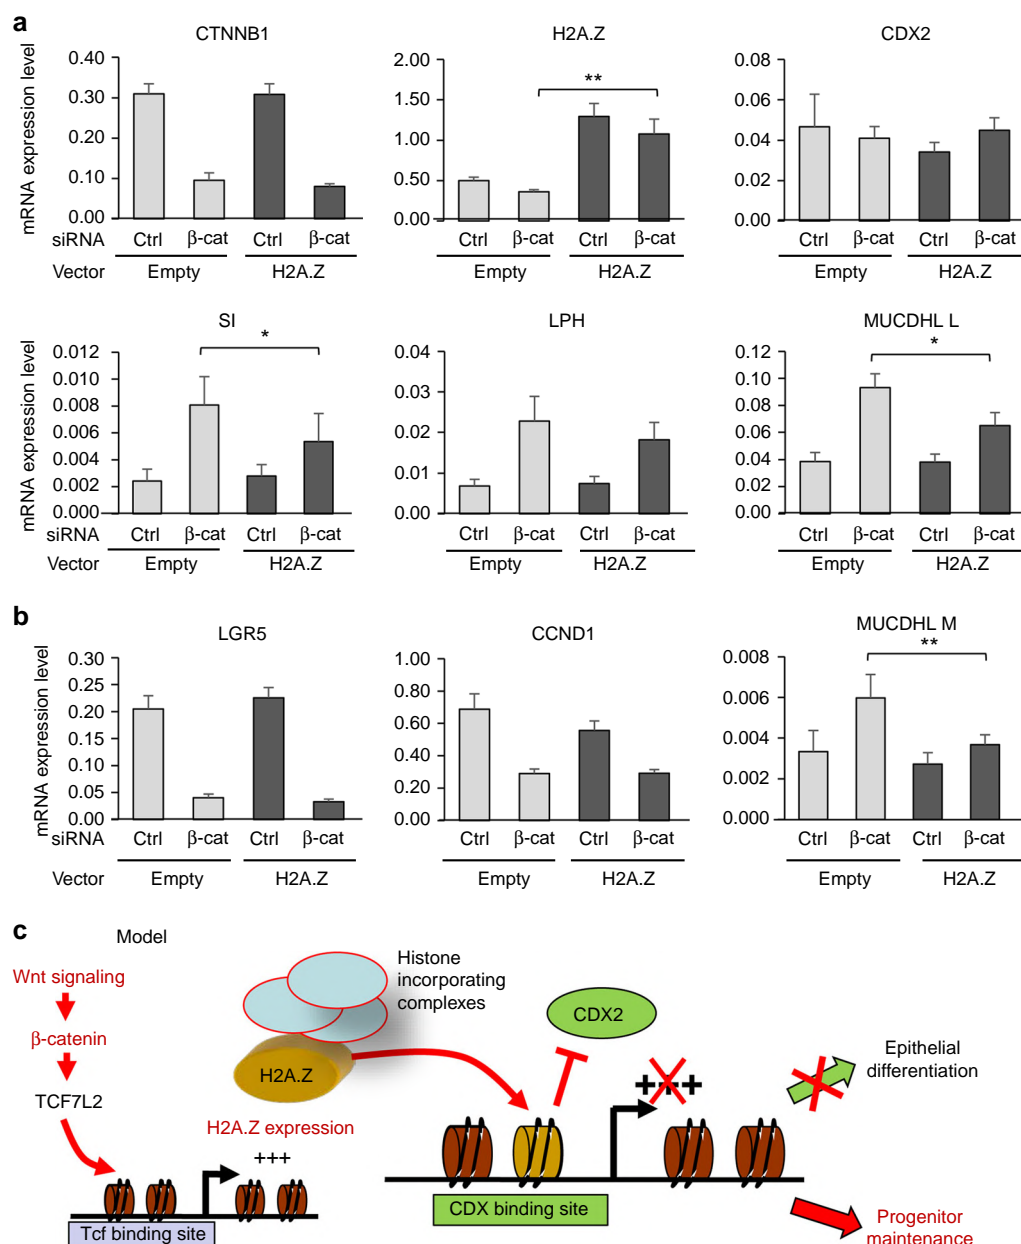 a
CTNNB1
H2A.Z
CDX2
mRNA expression level
0.40
0.30
0.20
0.10
0.00
2.00
1.50
1.00
0.50
0.00
**
0.08
0.06
0.04
0.02
0.00
siRNA
Ctrl β-cat Ctrl β-cat
Ctrl β-cat Ctrl β-cat
Ctrl β-cat Ctrl β-cat
Vector
Empty H2A.Z
Empty H2A.Z
Empty H2A.Z
SI
LPH
MUCDHL L
mRNA expression level
0.012
0.010
0.008
0.006
0.004
0.002
0.000
*
0.04
0.03
0.02
0.01
0.00
0.12
0.10
0.08
0.06
0.04
0.02
0.00
*
siRNA
Ctrl β-cat Ctrl β-cat
Ctrl β-cat Ctrl β-cat
Ctrl β-cat Ctrl β-cat
Vector
Empty H2A.Z
Empty H2A.Z
Empty H2A.Z
b
LGR5
CCND1
MUCDHL M
mRNA expression level
0.30
0.25
0.20
0.15
0.10
0.05
0.00
1.00
0.80
0.60
0.40
0.20
0.00
0.008
0.006
0.004
0.002
0.000
**
siRNA
Ctrl β-cat Ctrl β-cat
Ctrl β-cat Ctrl β-cat
Ctrl β-cat Ctrl β-cat
Vector
Empty H2A.Z
Empty H2A.Z
Empty H2A.Z
c
Model
Wnt signaling
β-catenin
TCF7L2
H2A.Z expression
+++
Tcf binding site
Histone
incorporating
complexes
H2A.Z
CDX2
+++
CDX binding site
Epithelial
differentiation
Progenitor
maintenance